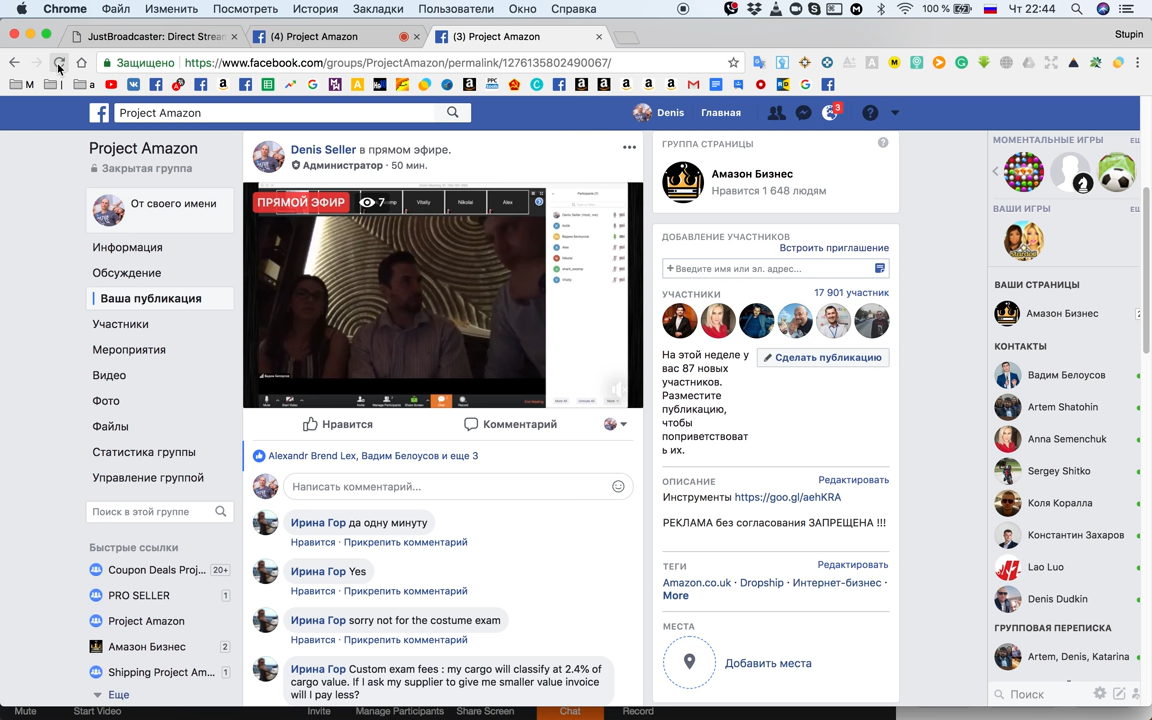 Chrome Файл Изменить Посмотреть История Закладки Пользователи Окно Справка 100 % Чт 22:44
JustBroadcaster: Direct Stream
(4) Project Amazon
(3) Project Amazon
Stupin
Защищено https://www.facebook.com/groups/ProjectAmazon/permalink/1276135802490067/
M
a
Project Amazon
Denis Главная
3
Project Amazon
Закрытая группа
От своего имени
Информация
Обсуждение
Ваша публикация
Участники
Мероприятия
Видео
Фото
Файлы
Статистика группы
Управление группой
Поиск в этой группе
Быстрые ссылки
Coupon Deals Proj... 20+
PRO SELLER 1
Project Amazon
Амазон Бизнес 2
Shipping Project Am... 1
Еще
Denis Seller в прямом эфире.
Администратор · 50 мин.
ПРЯМОЙ ЭФИР 7
Vitaliy Nikolai Alex
Нравится Комментарий
Alexandr Brend Lex, Вадим Белоусов и еще 3
Написать комментарий...
Ирина Гор да одну минуту
Нравится · Прикрепить комментарий
Ирина Гор Yes
Нравится · Прикрепить комментарий
Ирина Гор sorry not for the costume exam
Нравится · Прикрепить комментарий
Ирина Гор Custom exam fees : my cargo will classify at 2.4% of
cargo value. If I ask my supplier to give me smaller value invoice
will I pay less?
ГРУППА СТРАНИЦЫ
Амазон Бизнес
Нравится 1 648 людям
ДОБАВЛЕНИЕ УЧАСТНИКОВ
Встроить приглашение
+ Введите имя или эл. адрес...
УЧАСТНИКИ 17 901 участник
На этой неделе у
вас 87 новых
участников.
Разместите
публикацию,
чтобы
поприветствоват
ь их.
Сделать публикацию
ОПИСАНИЕ Редактировать
Инструменты https://goo.gl/aehKRA
РЕКЛАМА без согласования ЗАПРЕЩЕНА !!!
ТЕГИ Редактировать
Amazon.co.uk · Dropship · Интернет-бизнес ·
More
МЕСТА
Добавить места
МОМЕНТАЛЬНЫЕ ИГРЫ
ВАШИ ИГРЫ
ВАШИ СТРАНИЦЫ
Амазон Бизнес
КОНТАКТЫ
Вадим Белоусов
Artem Shatohin
Anna Semenchuk
Sergey Shitko
Коля Коралла
Константин Захаров
Lao Luo
Denis Dudkin
ГРУППОВАЯ ПЕРЕПИСКА
Artem, Denis, Katarina
Поиск
Mute Start Video Invite Manage Participants Share Screen Chat Record